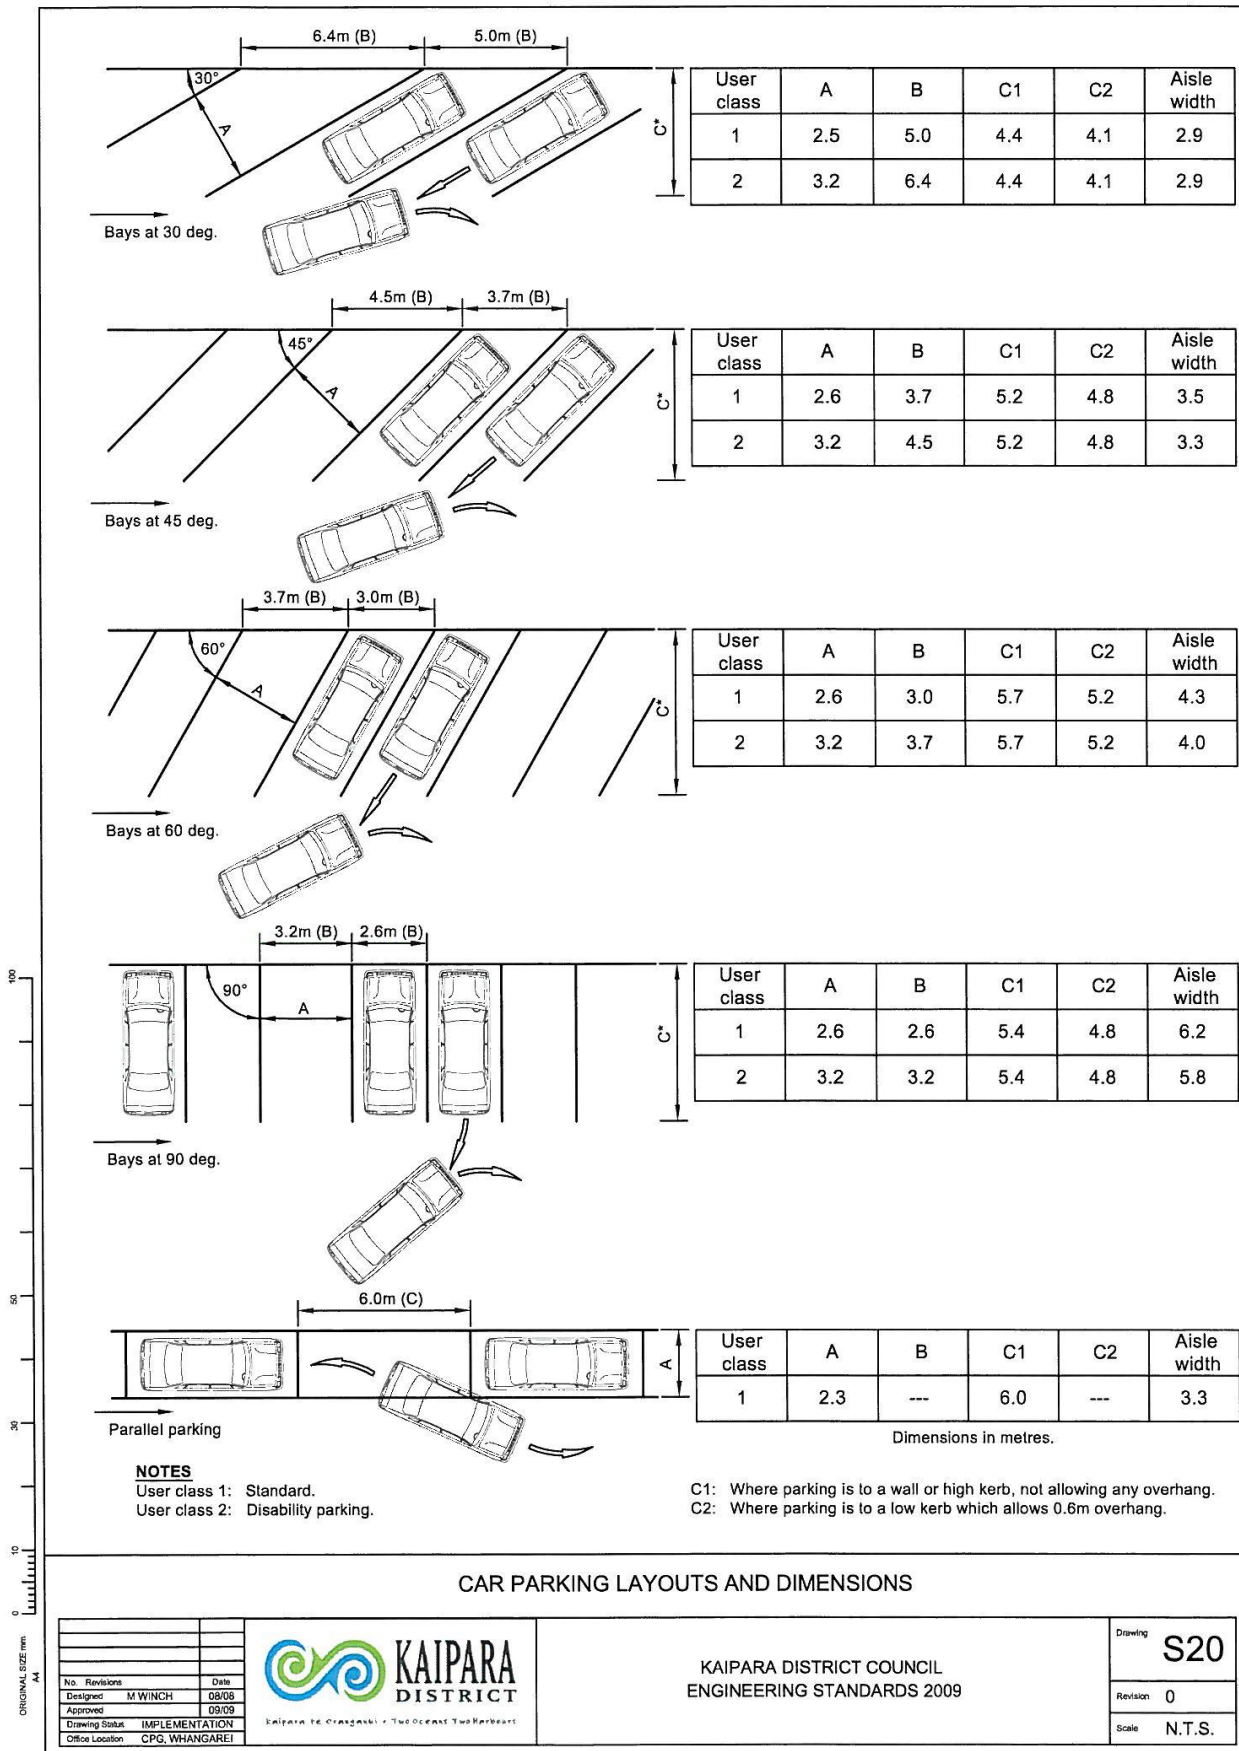 6.4m (B) 5.0m (B)
30°
A
C*
Bays at 30 deg.
User class A B C1 C2 Aisle width
1 2.5 5.0 4.4 4.1 2.9
2 3.2 6.4 4.4 4.1 2.9
4.5m (B) 3.7m (B)
45°
A
C*
Bays at 45 deg.
User class A B C1 C2 Aisle width
1 2.6 3.7 5.2 4.8 3.5
2 3.2 4.5 5.2 4.8 3.3
3.7m (B) 3.0m (B)
60°
A
C*
Bays at 60 deg.
User class A B C1 C2 Aisle width
1 2.6 3.0 5.7 5.2 4.3
2 3.2 3.7 5.7 5.2 4.0
3.2m (B) 2.6m (B)
90°
A
C*
Bays at 90 deg.
User class A B C1 C2 Aisle width
1 2.6 2.6 5.4 4.8 6.2
2 3.2 3.2 5.4 4.8 5.8
6.0m (C)
A
Parallel parking
User class A B C1 C2 Aisle width
1 2.3 --- 6.0 --- 3.3
Dimensions in metres.
NOTES
User class 1: Standard.
User class 2: Disability parking.
C1: Where parking is to a wall or high kerb, not allowing any overhang.
C2: Where parking is to a low kerb which allows 0.6m overhang.
100
50
30
10
0
ORIGINAL SIZE mm
A4
CAR PARKING LAYOUTS AND DIMENSIONS
No. Revisions Date
Designed M WINCH 08/08
Approved 09/09
Drawing Status IMPLEMENTATION
Office Location CPG, WHANGAREI
KAIPARA
DISTRICT
Kaipara te Oranganui • Two Oceans Two Harbours
KAIPARA DISTRICT COUNCIL
ENGINEERING STANDARDS 2009
Drawing S20
Revision 0
Scale N.T.S.